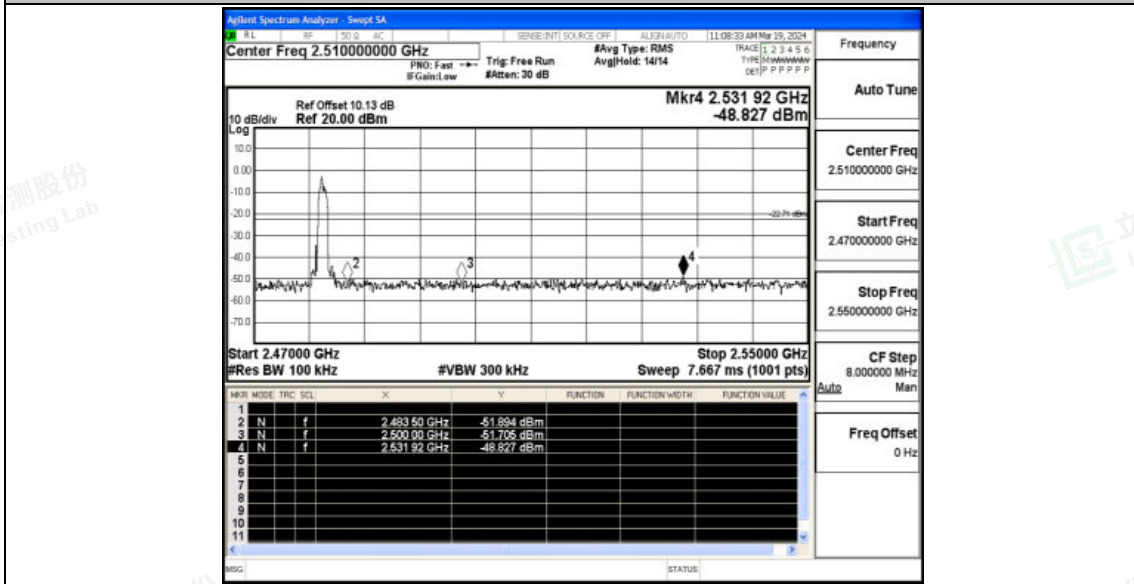 Agilent Spectrum Analyzer - Swept SA
RL RF 50 Ω AC SENSE:INT SOURCE OFF ALIGNAUTO 11:08:33 AM Mar 19, 2024
Center Freq 2.510000000 GHz
PNO: Fast
IFGain:Low
Trig: Free Run
#Atten: 30 dB
#Avg Type: RMS
Avg|Hold: 14/14
TRACE 1 2 3 4 5 6
TYPE MWWWWW
DET P P P P P P
Frequency
Mkr4 2.531 92 GHz
-48.827 dBm
Ref Offset 10.13 dB
Ref 20.00 dBm
10 dB/div
Log
10.0
0.00
-10.0
-20.0
-30.0
-40.0
-50.0
-60.0
-70.0
-22.71 dBm
2
3
4
Start 2.47000 GHz
Stop 2.55000 GHz
#Res BW 100 kHz
#VBW 300 kHz
Sweep 7.667 ms (1001 pts)
MKR MODE TRC SCL X Y FUNCTION FUNCTION WIDTH FUNCTION VALUE
1
2 N f 2.483 50 GHz -51.894 dBm
3 N f 2.500 00 GHz -51.705 dBm
4 N f 2.531 92 GHz -48.827 dBm
5
6
7
8
9
10
11
MSG
STATUS
Auto Tune
Center Freq
2.510000000 GHz
Start Freq
2.470000000 GHz
Stop Freq
2.550000000 GHz
CF Step
8.000000 MHz
Auto Man
Freq Offset
0 Hz
测股份
sting Lab
立